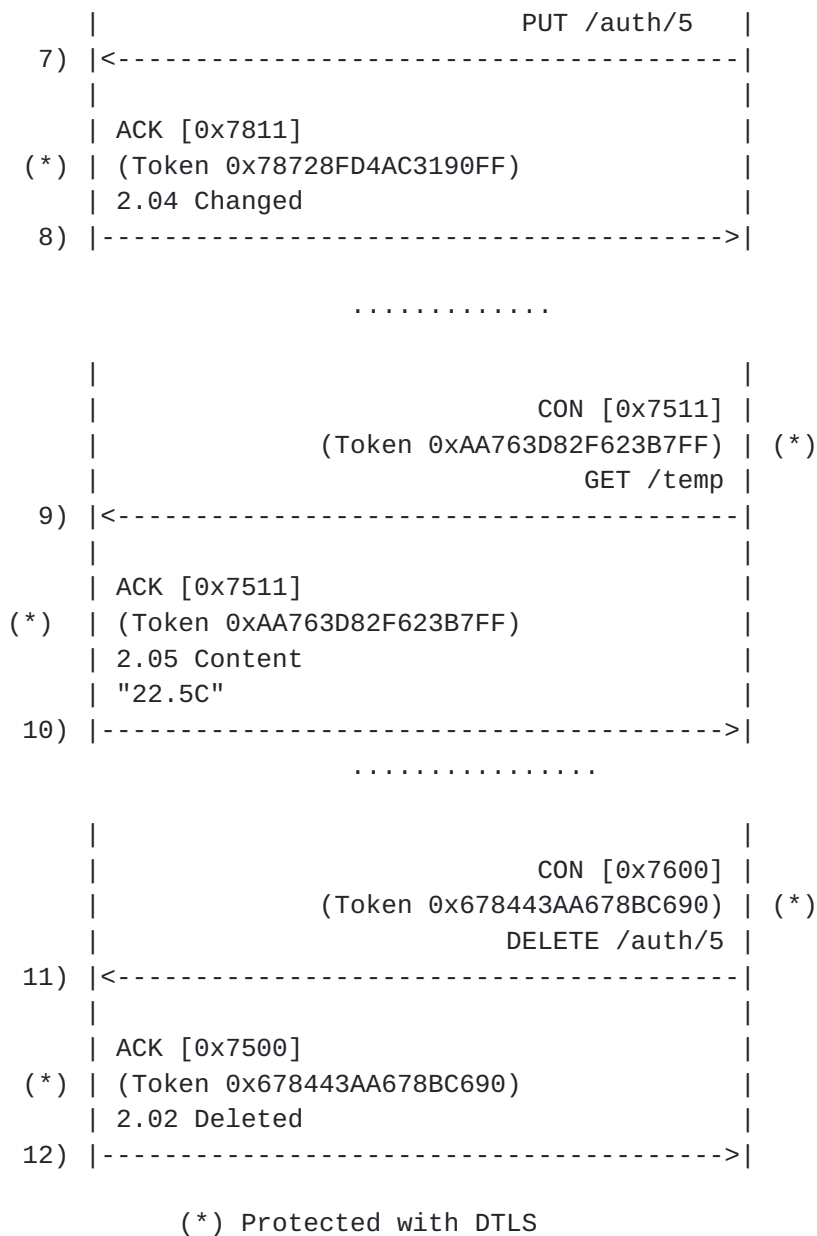 |                           PUT /auth/5   |
7) |<----------------------------------------|
|                                         |
| ACK [0x7811]                            |
(*) | (Token 0x78728FD4AC3190FF)              |
| 2.04 Changed                            |
8) |---------------------------------------->|
.............
|                                         |
|                            CON [0x7511] |
|              (Token 0xAA763D82F623B7FF) | (*)
|                               GET /temp |
9) |<----------------------------------------|
|                                         |
| ACK [0x7511]                            |
(*)  | (Token 0xAA763D82F623B7FF)              |
| 2.05 Content                            |
| "22.5C"                                 |
10) |---------------------------------------->|
................
|                                         |
|                            CON [0x7600] |
|              (Token 0x678443AA678BC690) | (*)
|                          DELETE /auth/5 |
11) |<----------------------------------------|
|                                         |
| ACK [0x7500]                            |
(*) | (Token 0x678443AA678BC690)              |
| 2.02 Deleted                            |
12) |---------------------------------------->|
(*) Protected with DTLS